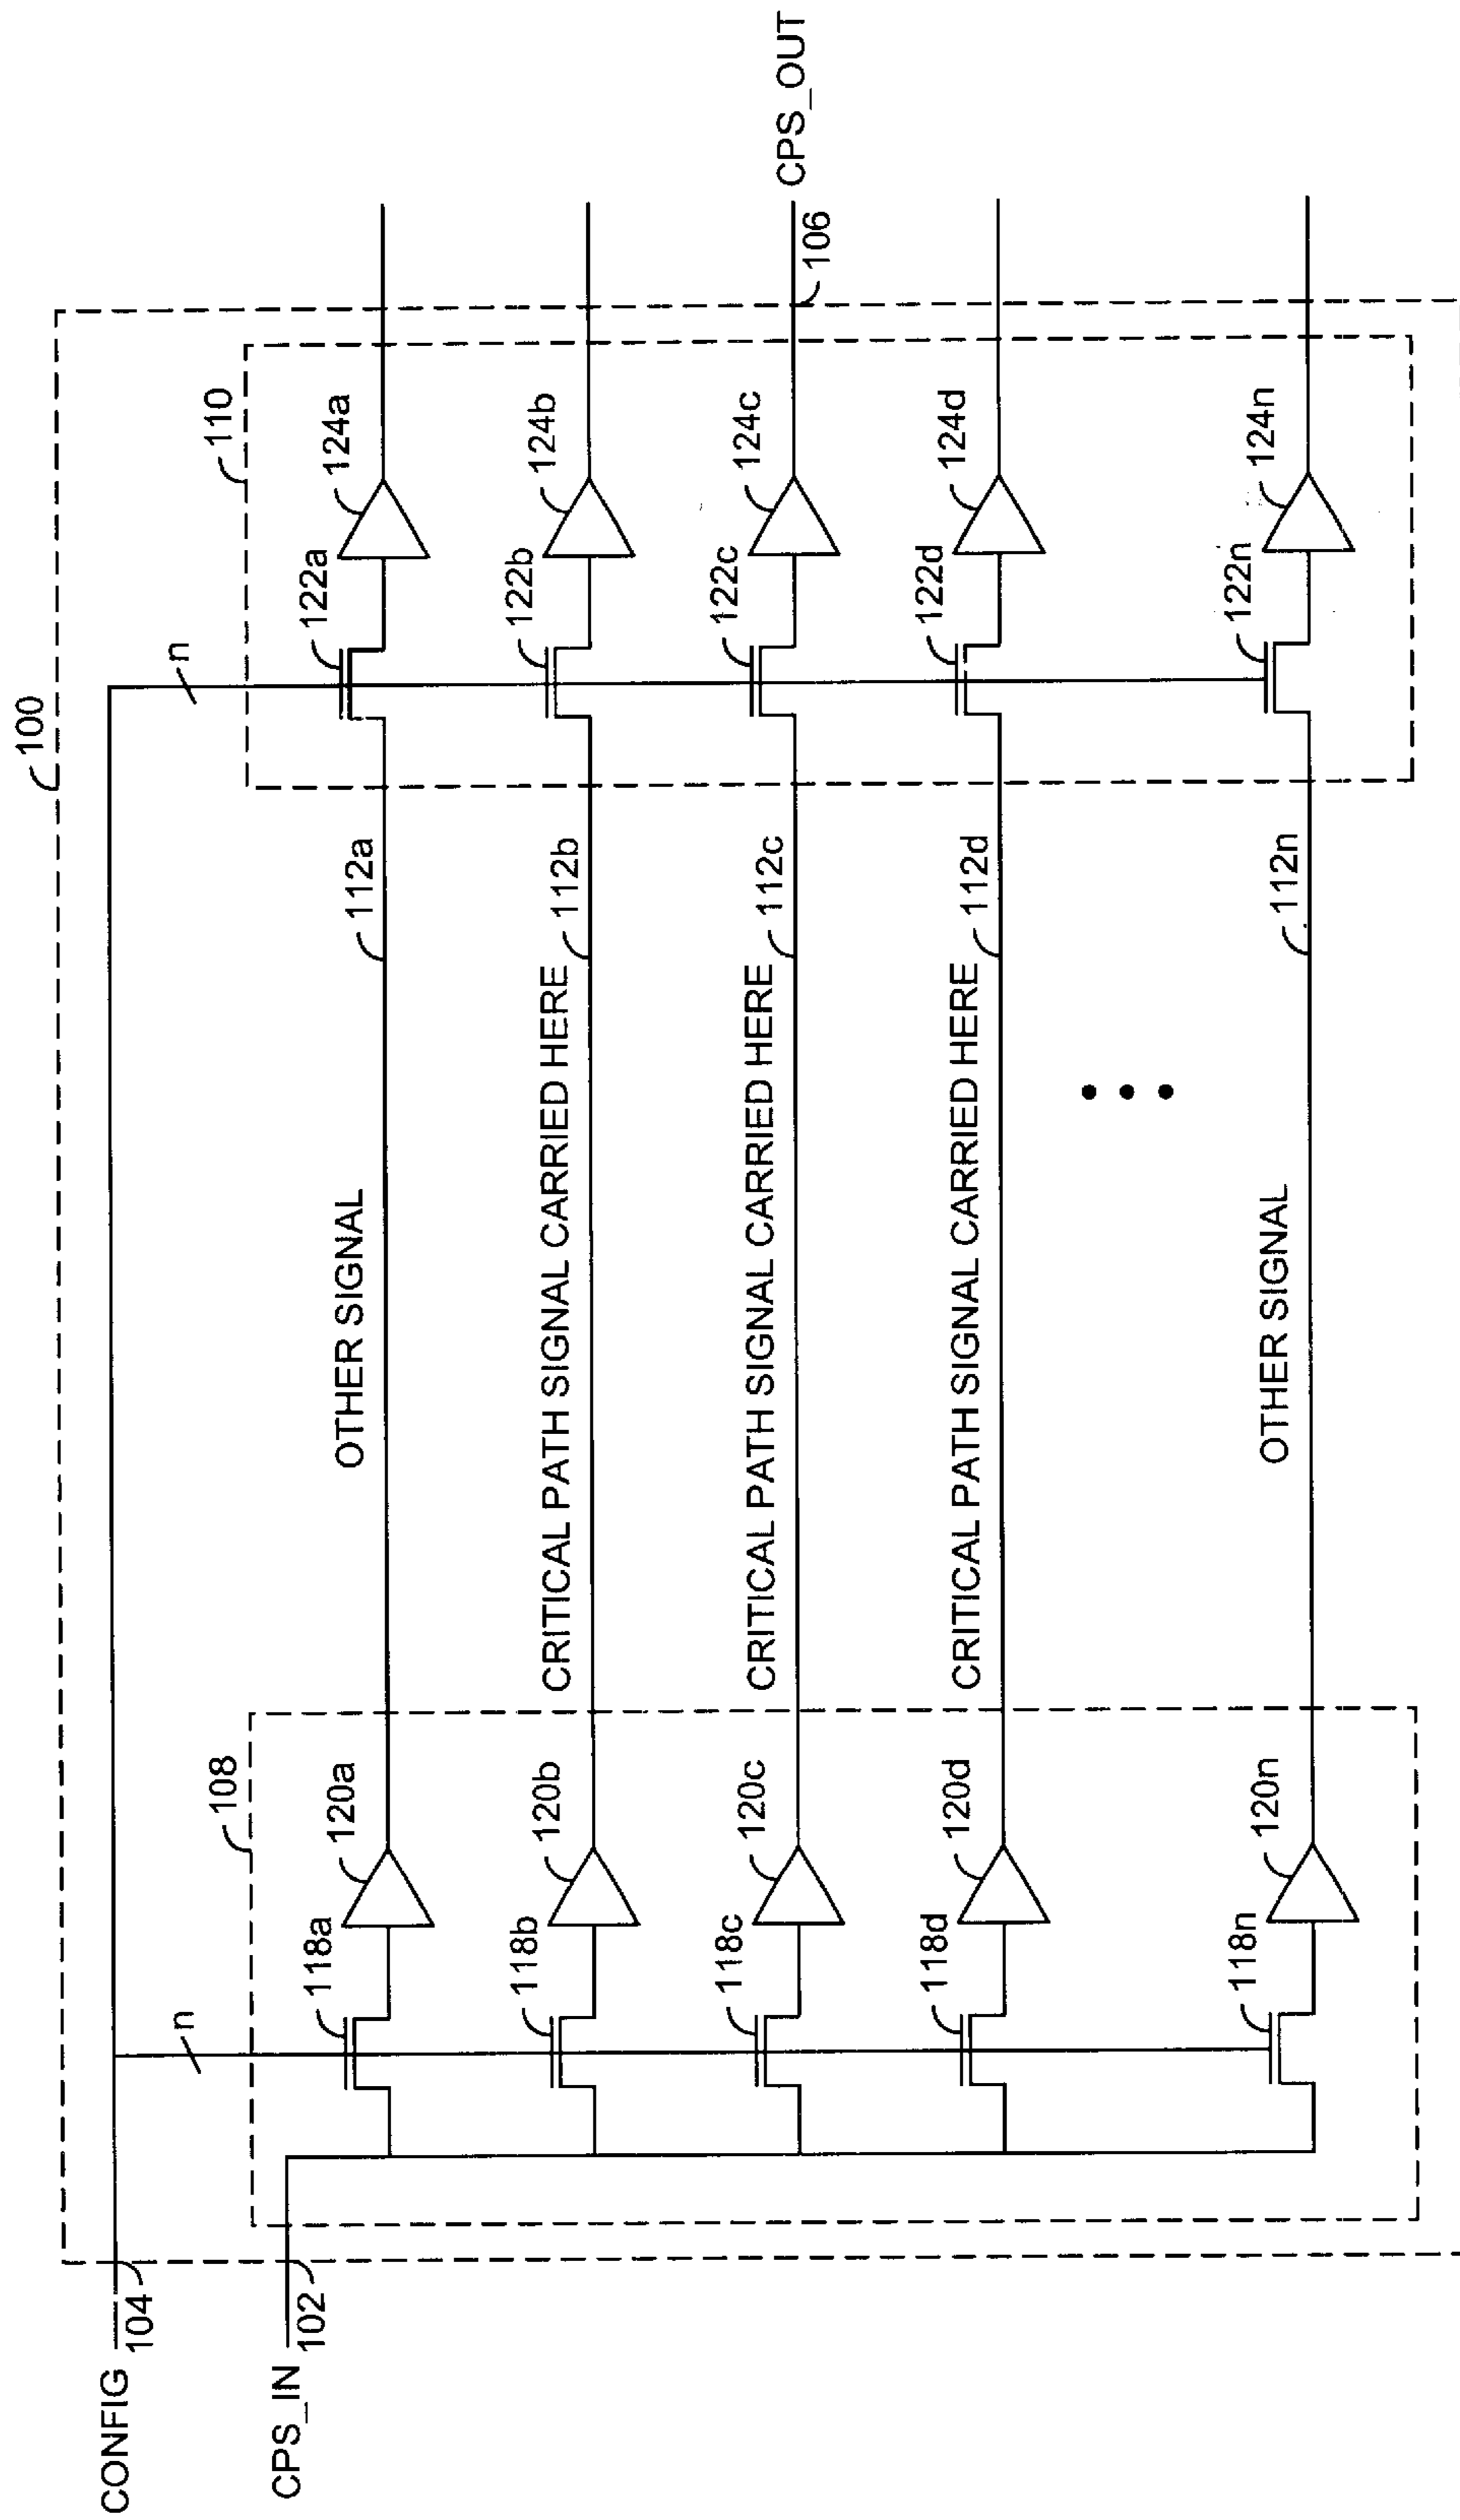 100
CONFIG
104
n
n
108
110
CPS_IN
102
118a
120a
OTHER SIGNAL
112a
122a
124a
118b
120b
CRITICAL PATH SIGNAL CARRIED HERE
112b
122b
124b
118c
120c
CRITICAL PATH SIGNAL CARRIED HERE
112c
122c
124c
106
CPS_OUT
118d
120d
CRITICAL PATH SIGNAL CARRIED HERE
112d
122d
124d
118n
120n
OTHER SIGNAL
112n
122n
124n